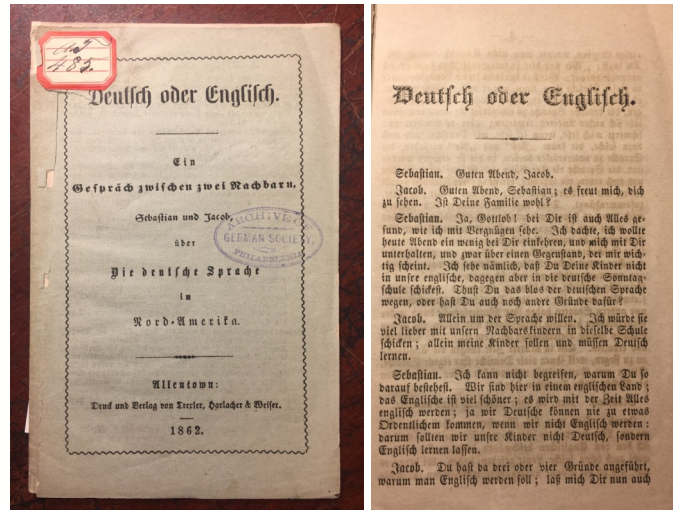 AJ
485.
Deutsch oder Englisch.
Ein
Gespräch zwischen zwei Nachbarn,
Sebastian und Jacob,
über
Die deutsche Sprache
in
Nord-Amerika.
ARCHIVES
GERMAN SOCIETY,
PHILADELPHIA
Allentown:
Druck und Verlag von Trexler, Harlacher & Weiser.
1862.
Deutsch oder Englisch.
Sebastian. Guten Abend, Jacob.
Jacob. Guten Abend, Sebastian; es freut mich, dich
zu sehen. Ist Deine Familie wohl?
Sebastian. Ja, Gottlob! bei Dir ist auch Alles ge-
sund, wie ich mit Vergnügen sehe. Ich dachte, ich wollte
heute Abend ein wenig bei Dir einkehren, und mich mit Dir
unterhalten, und zwar über einen Gegenstand, der mir wich-
tig scheint. Ich sehe nämlich, daß Du Deine Kinder nicht
in unsre englische, dagegen aber in die deutsche Sonntag-
schule schickest. Thust Du das blos der deutschen Sprache
wegen, oder hast Du auch noch andre Gründe dafür?
Jacob. Allein um der Sprache willen. Ich würde sie
viel lieber mit unsern Nachbarskindern in dieselbe Schule
schicken; allein meine Kinder sollen und müssen Deutsch
lernen.
Sebastian. Ich kann nicht begreifen, warum Du so
darauf bestehest. Wir sind hier in einem englischen Land;
das Englische ist viel schöner; es wird mit der Zeit Alles
englisch werden; ja wir Deutsche können nie zu etwas
Ordentlichem kommen, wenn wir nicht Englisch werden:
darum sollten wir unsre Kinder nicht Deutsch, sondern
Englisch lernen lassen.
Jacob. Du hast da drei oder vier Gründe angeführt,
warum man Englisch werden soll; laß mich Dir nun auch